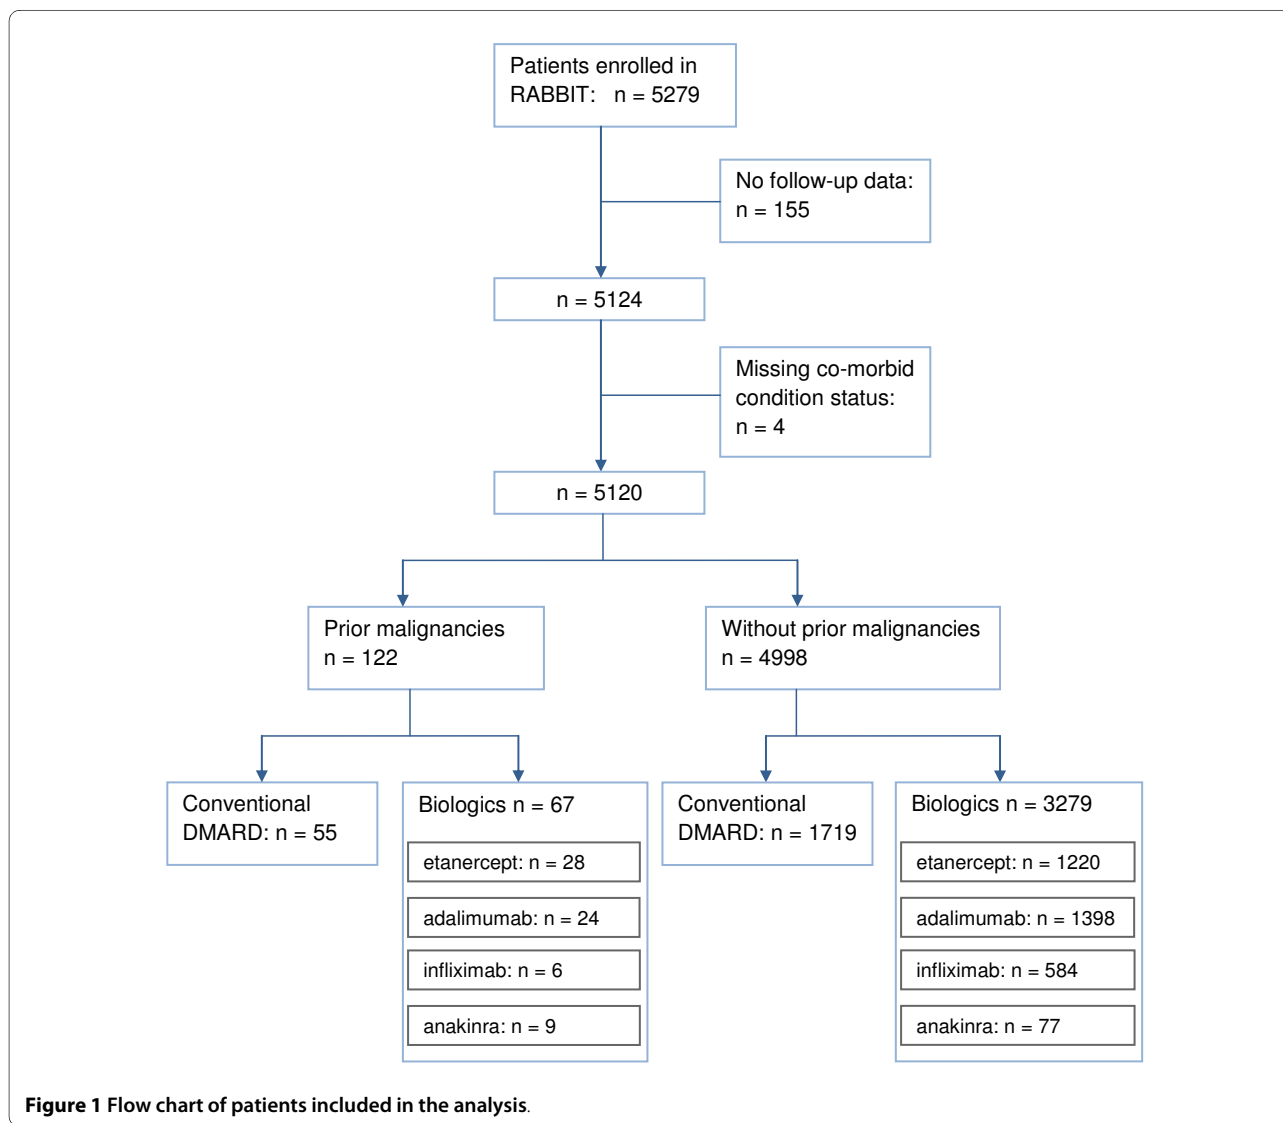 Patients enrolled in
RABBIT: n = 5279
No follow-up data:
n = 155
n = 5124
Missing co-morbid
condition status:
n = 4
n = 5120
Prior malignancies
n = 122
Without prior malignancies
n = 4998
Conventional
DMARD: n = 55
Biologics n = 67
etanercept: n = 28
adalimumab: n = 24
infliximab: n = 6
anakinra: n = 9
Conventional
DMARD: n = 1719
Biologics n = 3279
etanercept: n = 1220
adalimumab: n = 1398
infliximab: n = 584
anakinra: n = 77
Figure 1 Flow chart of patients included in the analysis.